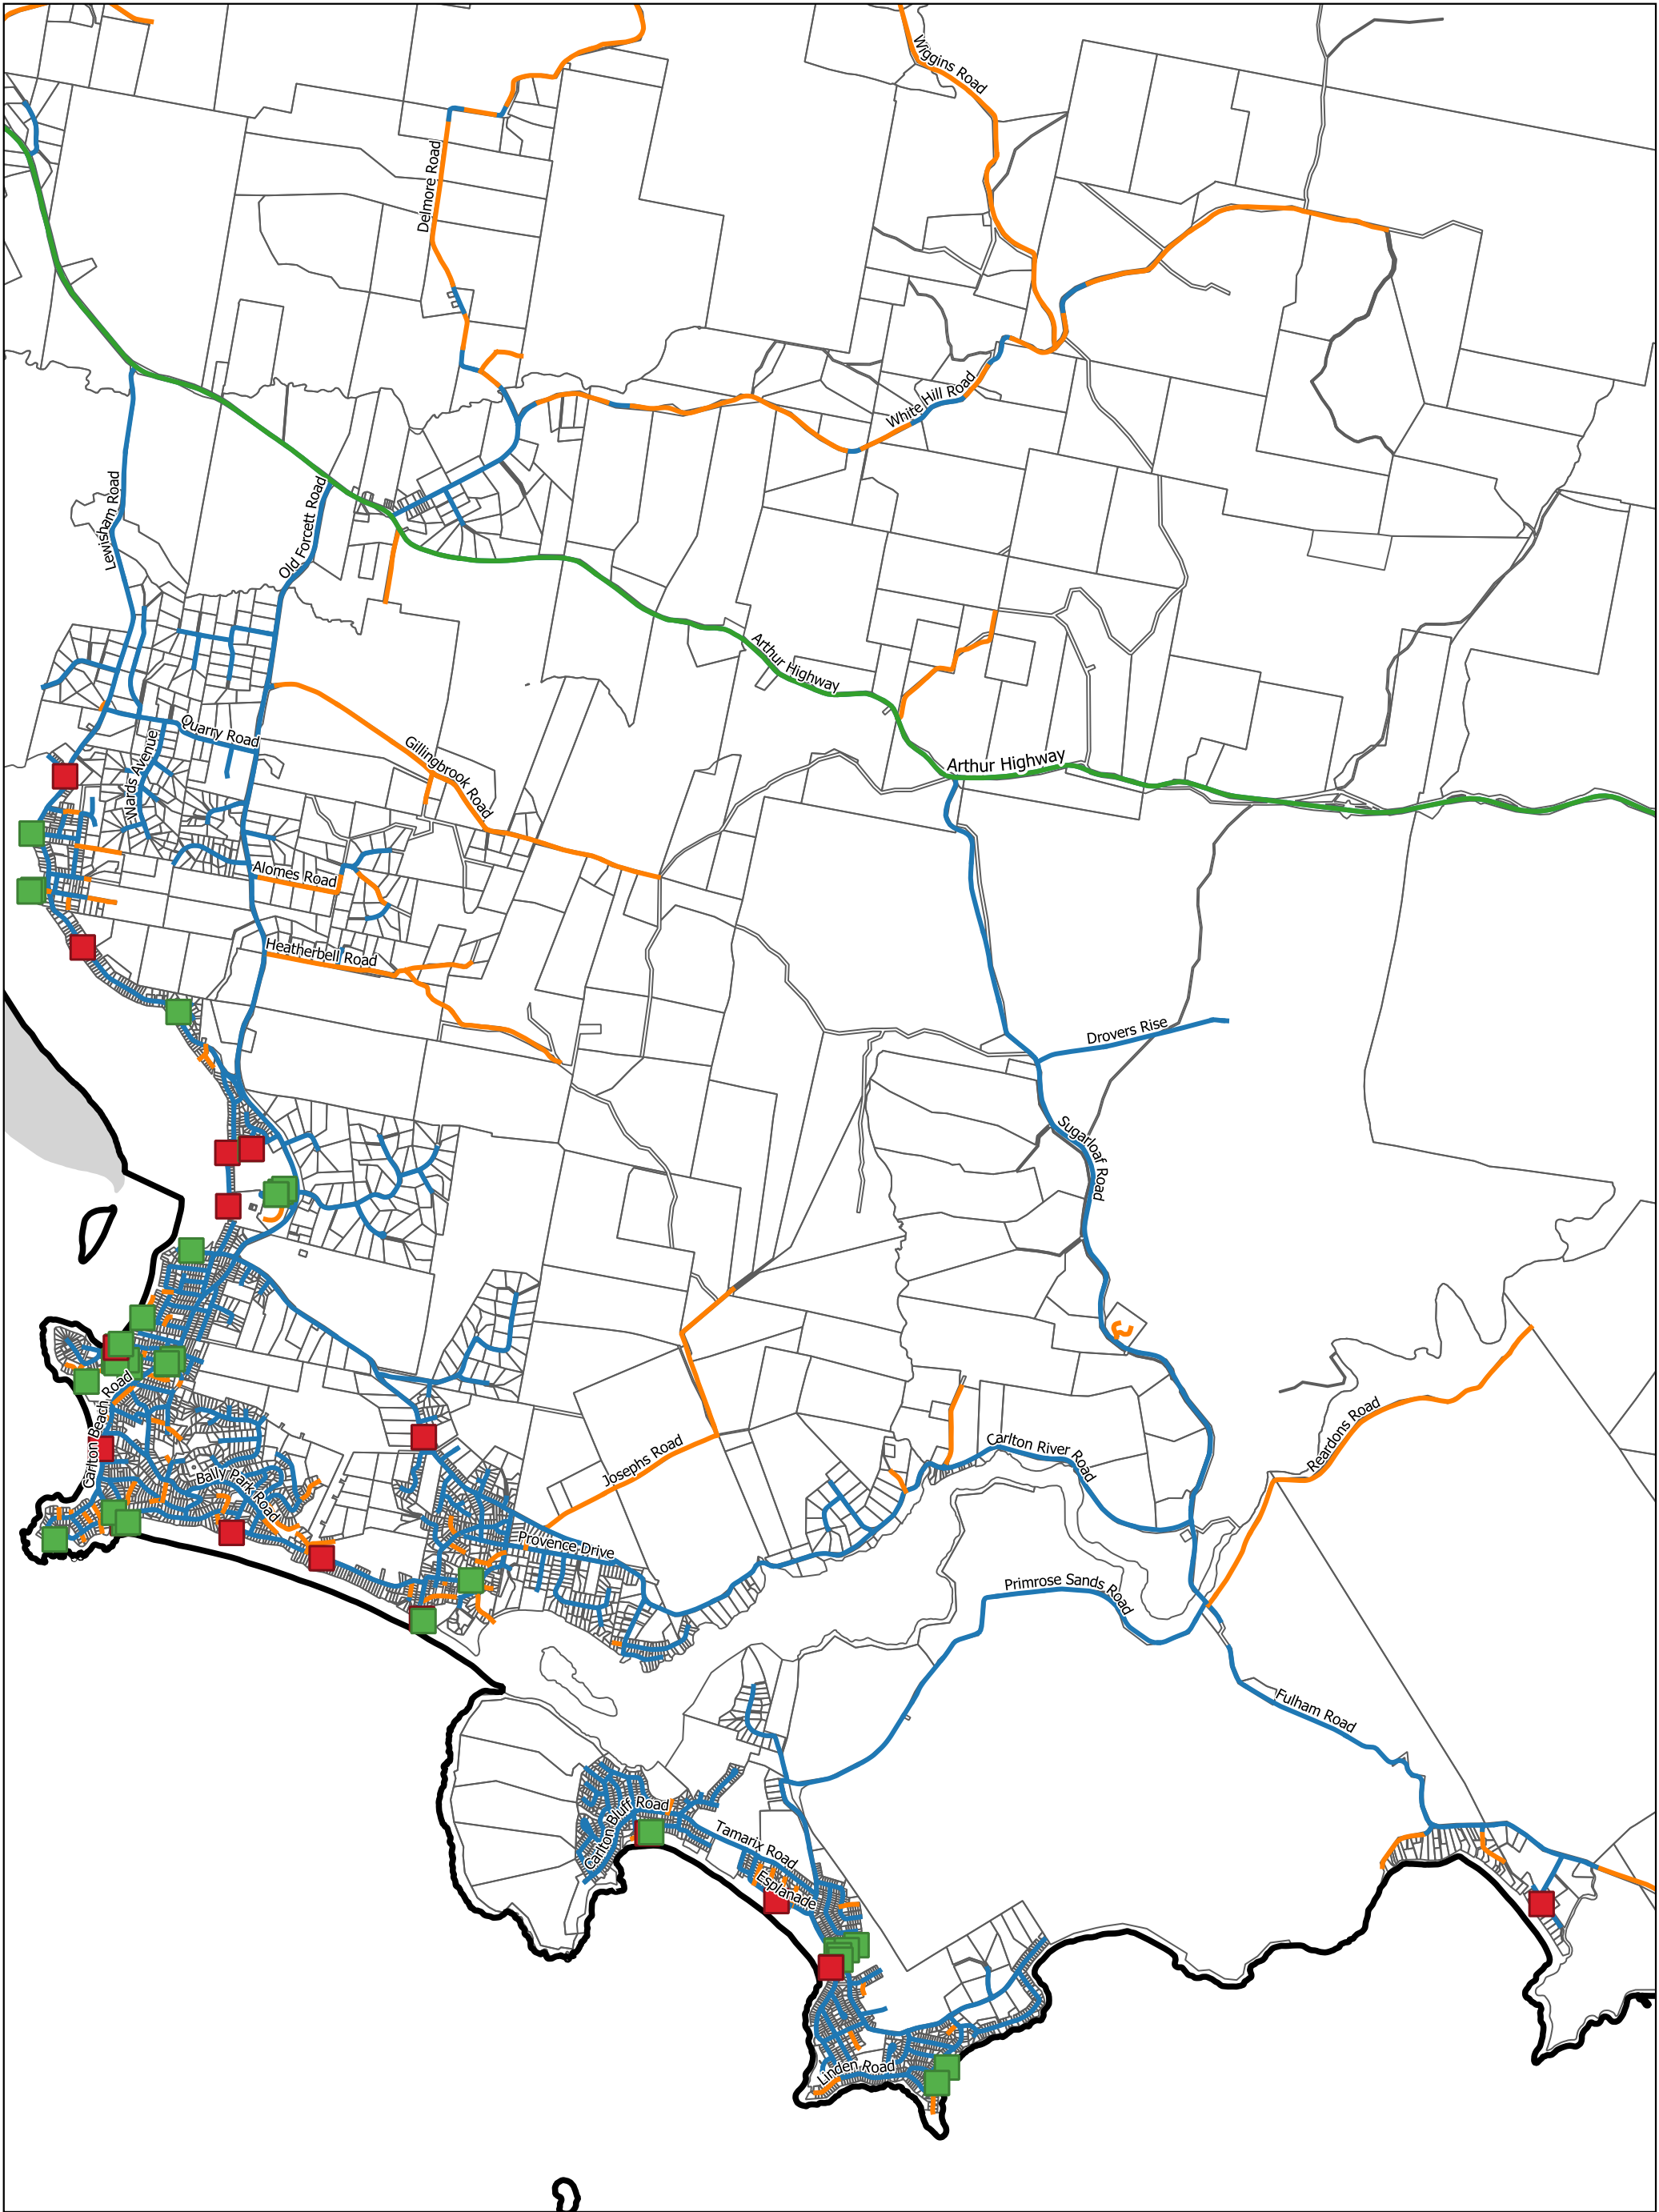 Wiggins Road
Delmore Road
White Hill Road
Lewisham Road
Old Forcett Road
Arthur Highway
Quarry Road
Wards Avenue
Gillingbrook Road
Arthur Highway
Alomes Road
Heatherbell Road
Drovers Rise
Sugarloaf Road
Carlton Beach Road
Reardons Road
Josephs Road
Carlton River Road
Bally Park Road
Provence Drive
Primrose Sands Road
Fulham Road
Carlton Bluff Road
Tamarix Road
Esplanade
Linden Road